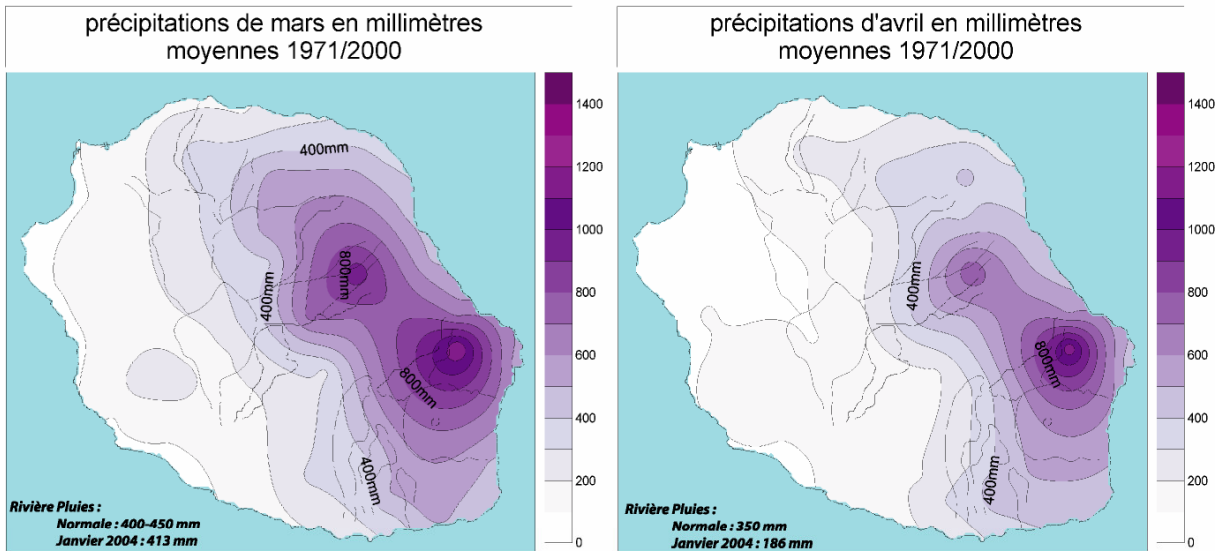 précipitations de mars en millimètres
moyennes 1971/2000
400mm
800mm
400mm
800mm
400mm
1400
1200
1000
800
600
400
200
0
Rivière Pluies :
Normale : 400-450 mm
Janvier 2004 : 413 mm
précipitations d'avril en millimètres
moyennes 1971/2000
400mm
800mm
400mm
1400
1200
1000
800
600
400
200
0
Rivière Pluies :
Normale : 350 mm
Janvier 2004 : 186 mm